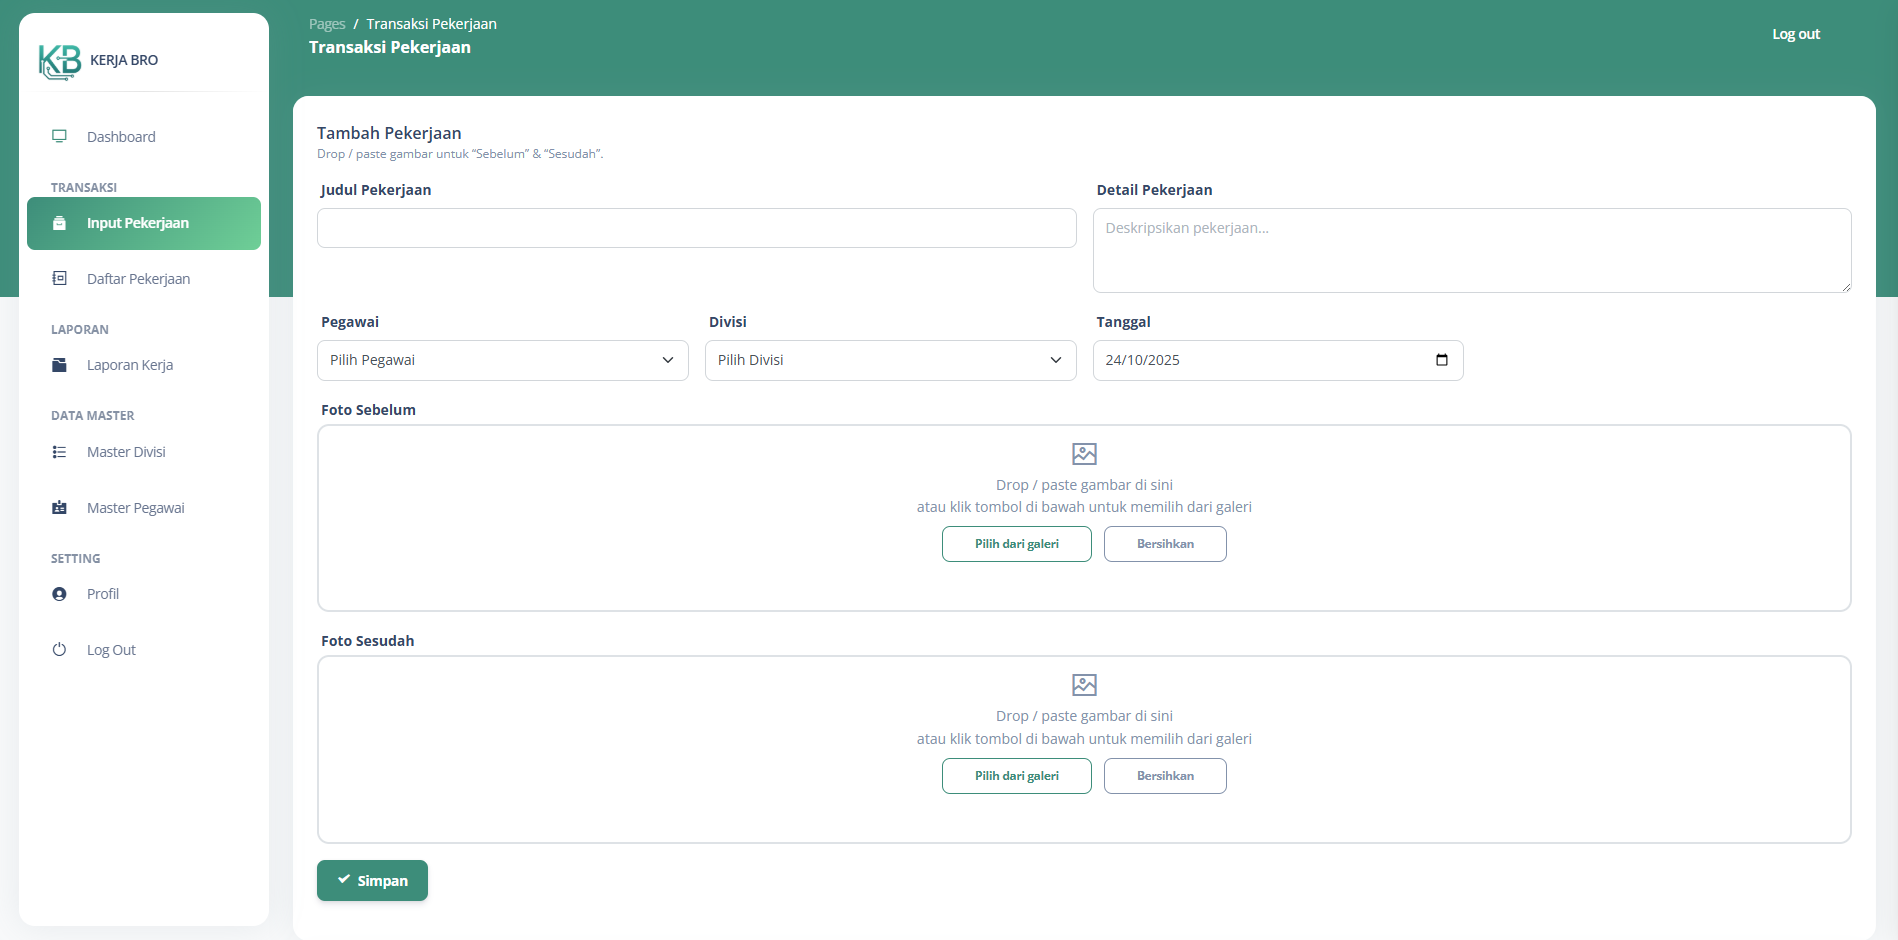 KB KERJA BRO
Dashboard
TRANSAKSI
Input Pekerjaan
Daftar Pekerjaan
LAPORAN
Laporan Kerja
DATA MASTER
Master Divisi
Master Pegawai
SETTING
Profil
Log Out
Pages / Transaksi Pekerjaan
Transaksi Pekerjaan
Log out
Tambah Pekerjaan
Drop / paste gambar untuk “Sebelum” & “Sesudah”.
Judul Pekerjaan
Detail Pekerjaan
Deskripsikan pekerjaan...
Pegawai
Divisi
Tanggal
Pilih Pegawai
Pilih Divisi
24/10/2025
Foto Sebelum
Drop / paste gambar di sini
atau klik tombol di bawah untuk memilih dari galeri
Pilih dari galeri
Bersihkan
Foto Sesudah
Drop / paste gambar di sini
atau klik tombol di bawah untuk memilih dari galeri
Pilih dari galeri
Bersihkan
Simpan